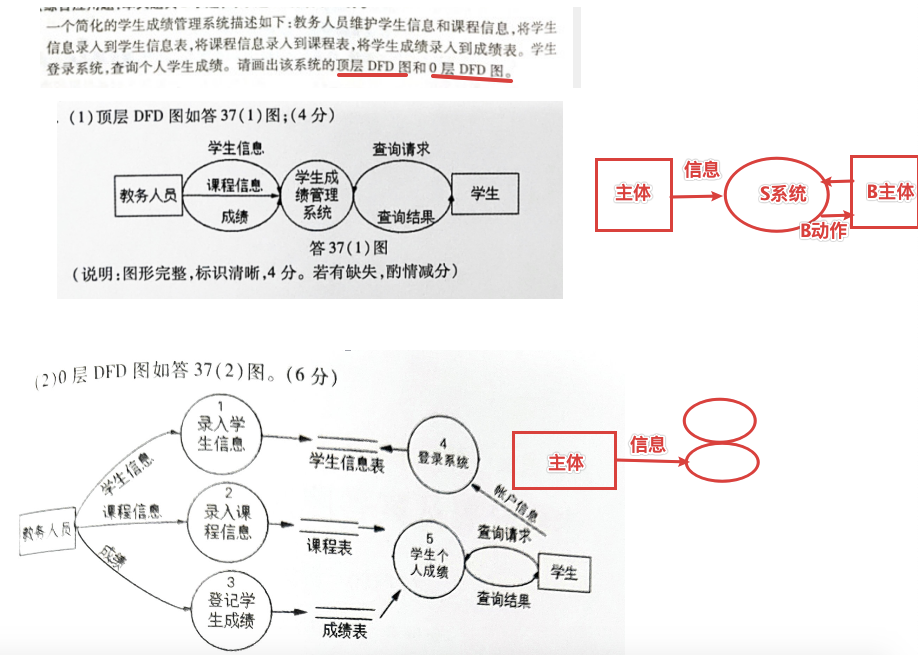 一个简化的学生成绩管理系统描述如下:教务人员维护学生信息和课程信息,将学生
信息录入到学生信息表,将课程信息录入到课程表,将学生成绩录入到成绩表。学生
登录系统,查询个人学生成绩。请画出该系统的顶层 DFD 图和 0 层 DFD 图。
(1)顶层 DFD 图如答 37(1)图;(4 分)
学生信息
课程信息
成绩
教务人员
学生成
绩管理
系统
查询请求
查询结果
学生
答 37(1)图
(说明:图形完整,标识清晰,4 分。若有缺失,酌情减分)
主体
信息
S系统
B主体
B动作
(2)0 层 DFD 图如答 37(2)图。(6 分)
教务人员
学生信息
课程信息
成绩
1
录入学
生信息
2
录入课
程信息
3
登记学
生成绩
学生信息表
课程表
成绩表
4
登录系统
5
学生个
人成绩
帐户信息
查询请求
查询结果
学生
主体
信息